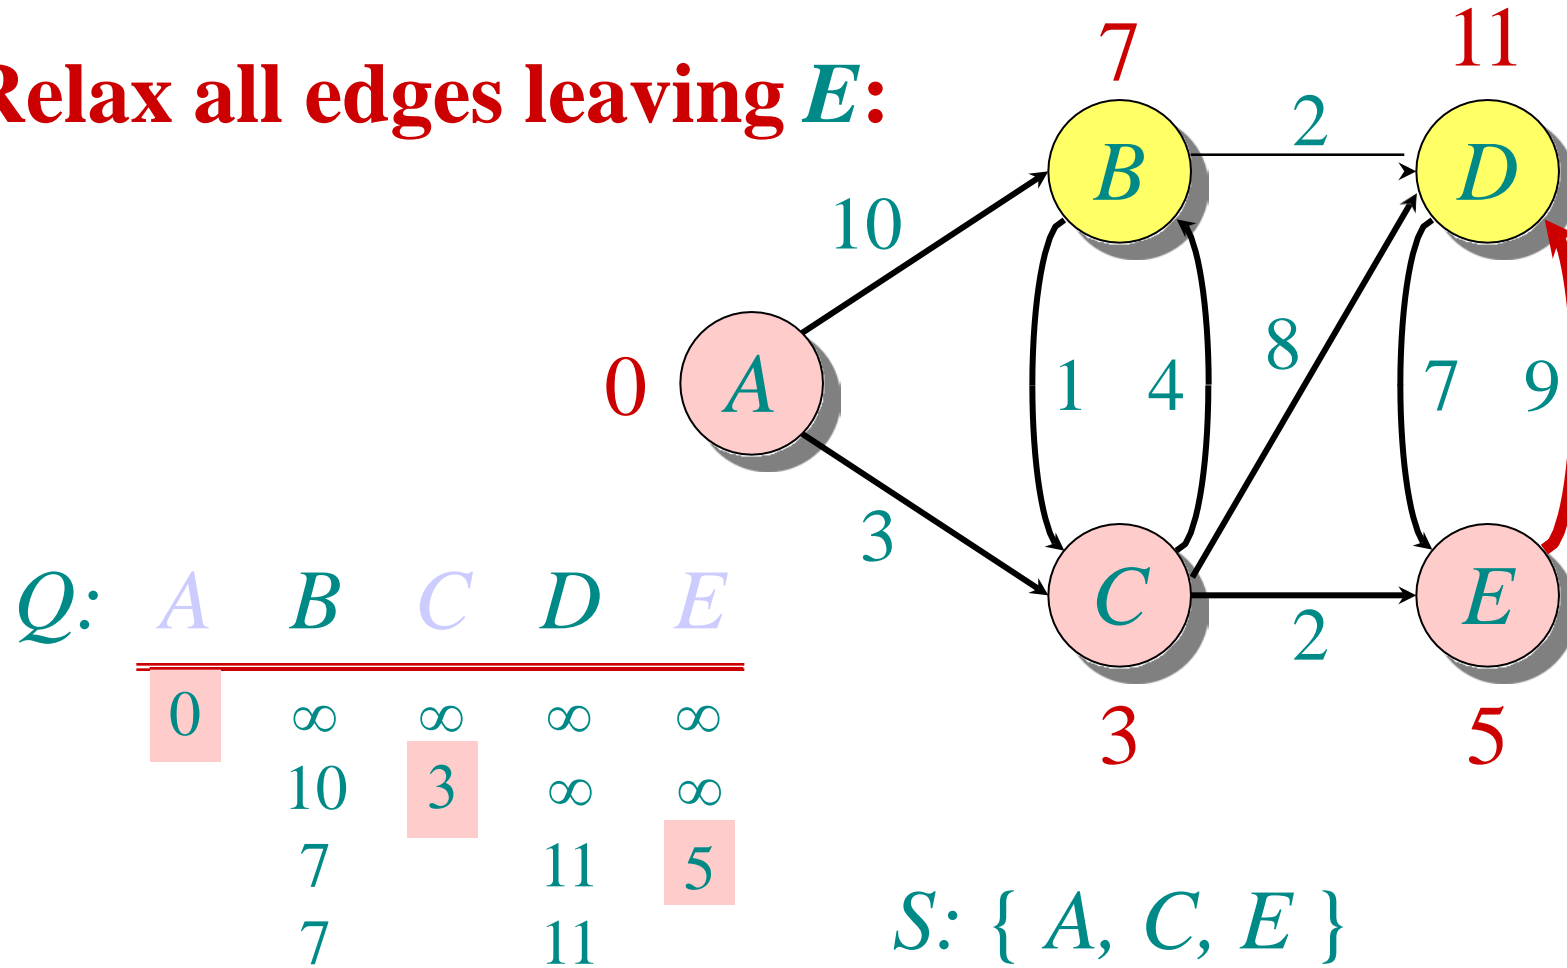 Relax all edges leaving E:
7
11
B
2
D
10
8
0
A
1
4
7
9
3
C
2
E
3
5
Q: A B C D E
0 ∞ ∞ ∞ ∞
10 3 ∞ ∞
7 11 5
7 11
S: { A, C, E }